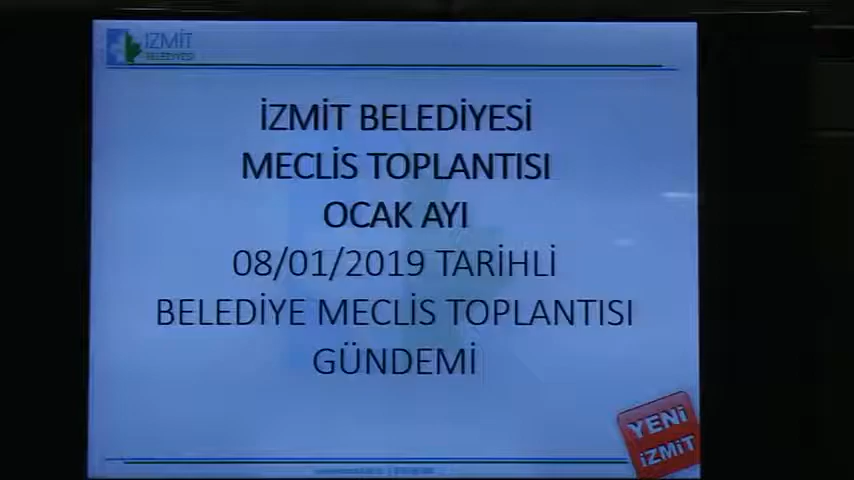 İZMİT
BELEDİYESİ
İZMİT BELEDİYESİ
MECLİS TOPLANTISI
OCAK AYI
08/01/2019 TARİHLİ
BELEDİYE MECLİS TOPLANTISI
GÜNDEMİ
YENİ
İZMİT